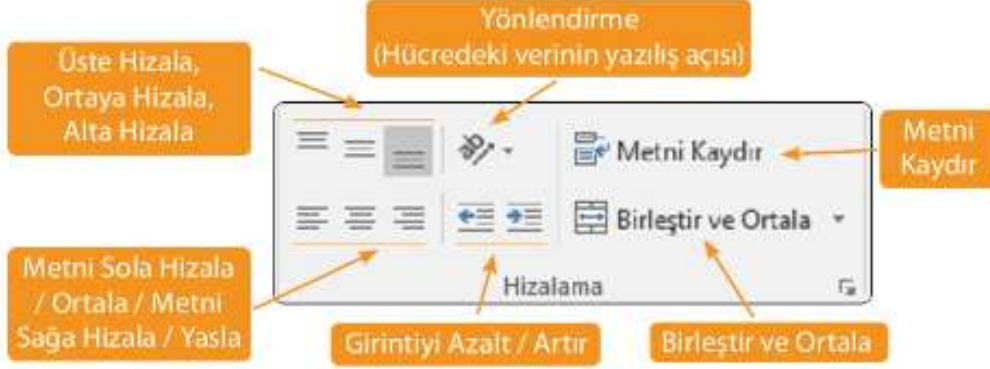 Yönlendirme
(Hücredeki verinin yazılış açısı)
Üste Hizala,
Ortaya Hizala,
Alta Hizala
Metni Kaydır
Metni
Kaydır
Birleştir ve Ortala
Hizalama
Metni Sola Hizala
/ Ortala / Metni
Sağa Hizala / Yasla
Girintiyi Azalt / Artır
Birleştir ve Ortala